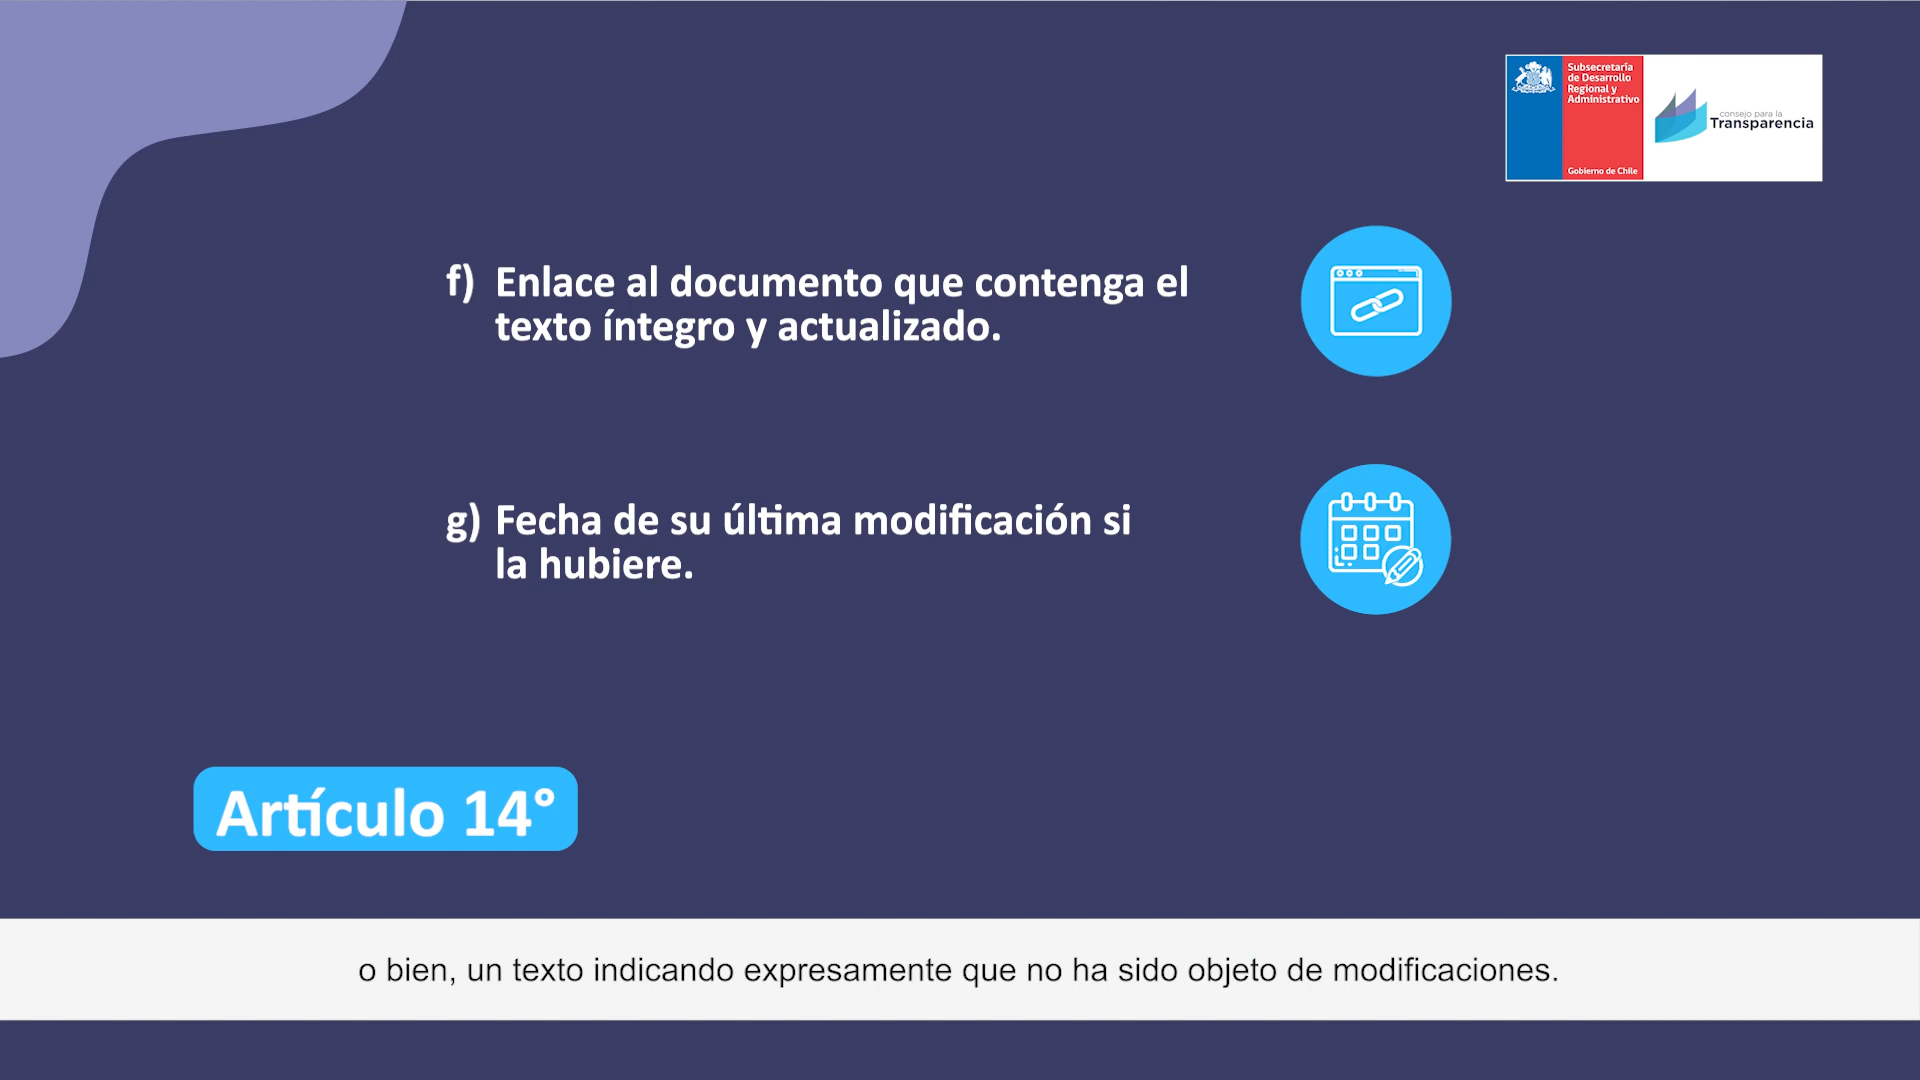 Subsecretaría
de Desarrollo
Regional y
Administrativo
Gobierno de Chile
consejo para la
Transparencia
f) Enlace al documento que contenga el
texto íntegro y actualizado.
g) Fecha de su última modificación si
la hubiere.
Artículo 14°
o bien, un texto indicando expresamente que no ha sido objeto de modificaciones.